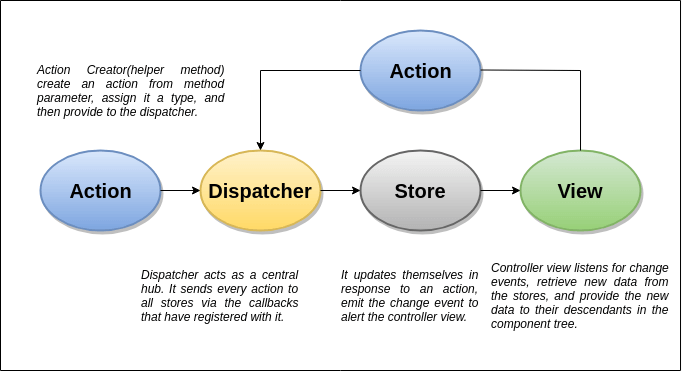 Action Creator(helper method)
create an action from method
parameter, assign it a type, and
then provide to the dispatcher.
Action
Action
Dispatcher
Store
View
Dispatcher acts as a central
hub. It sends every action to
all stores via the callbacks
that have registered with it.
It updates themselves in
response to an action,
emit the change event to
alert the controller view.
Controller view listens for change
events, retrieve new data from
the stores, and provide the new
data to their descendants in the
component tree.